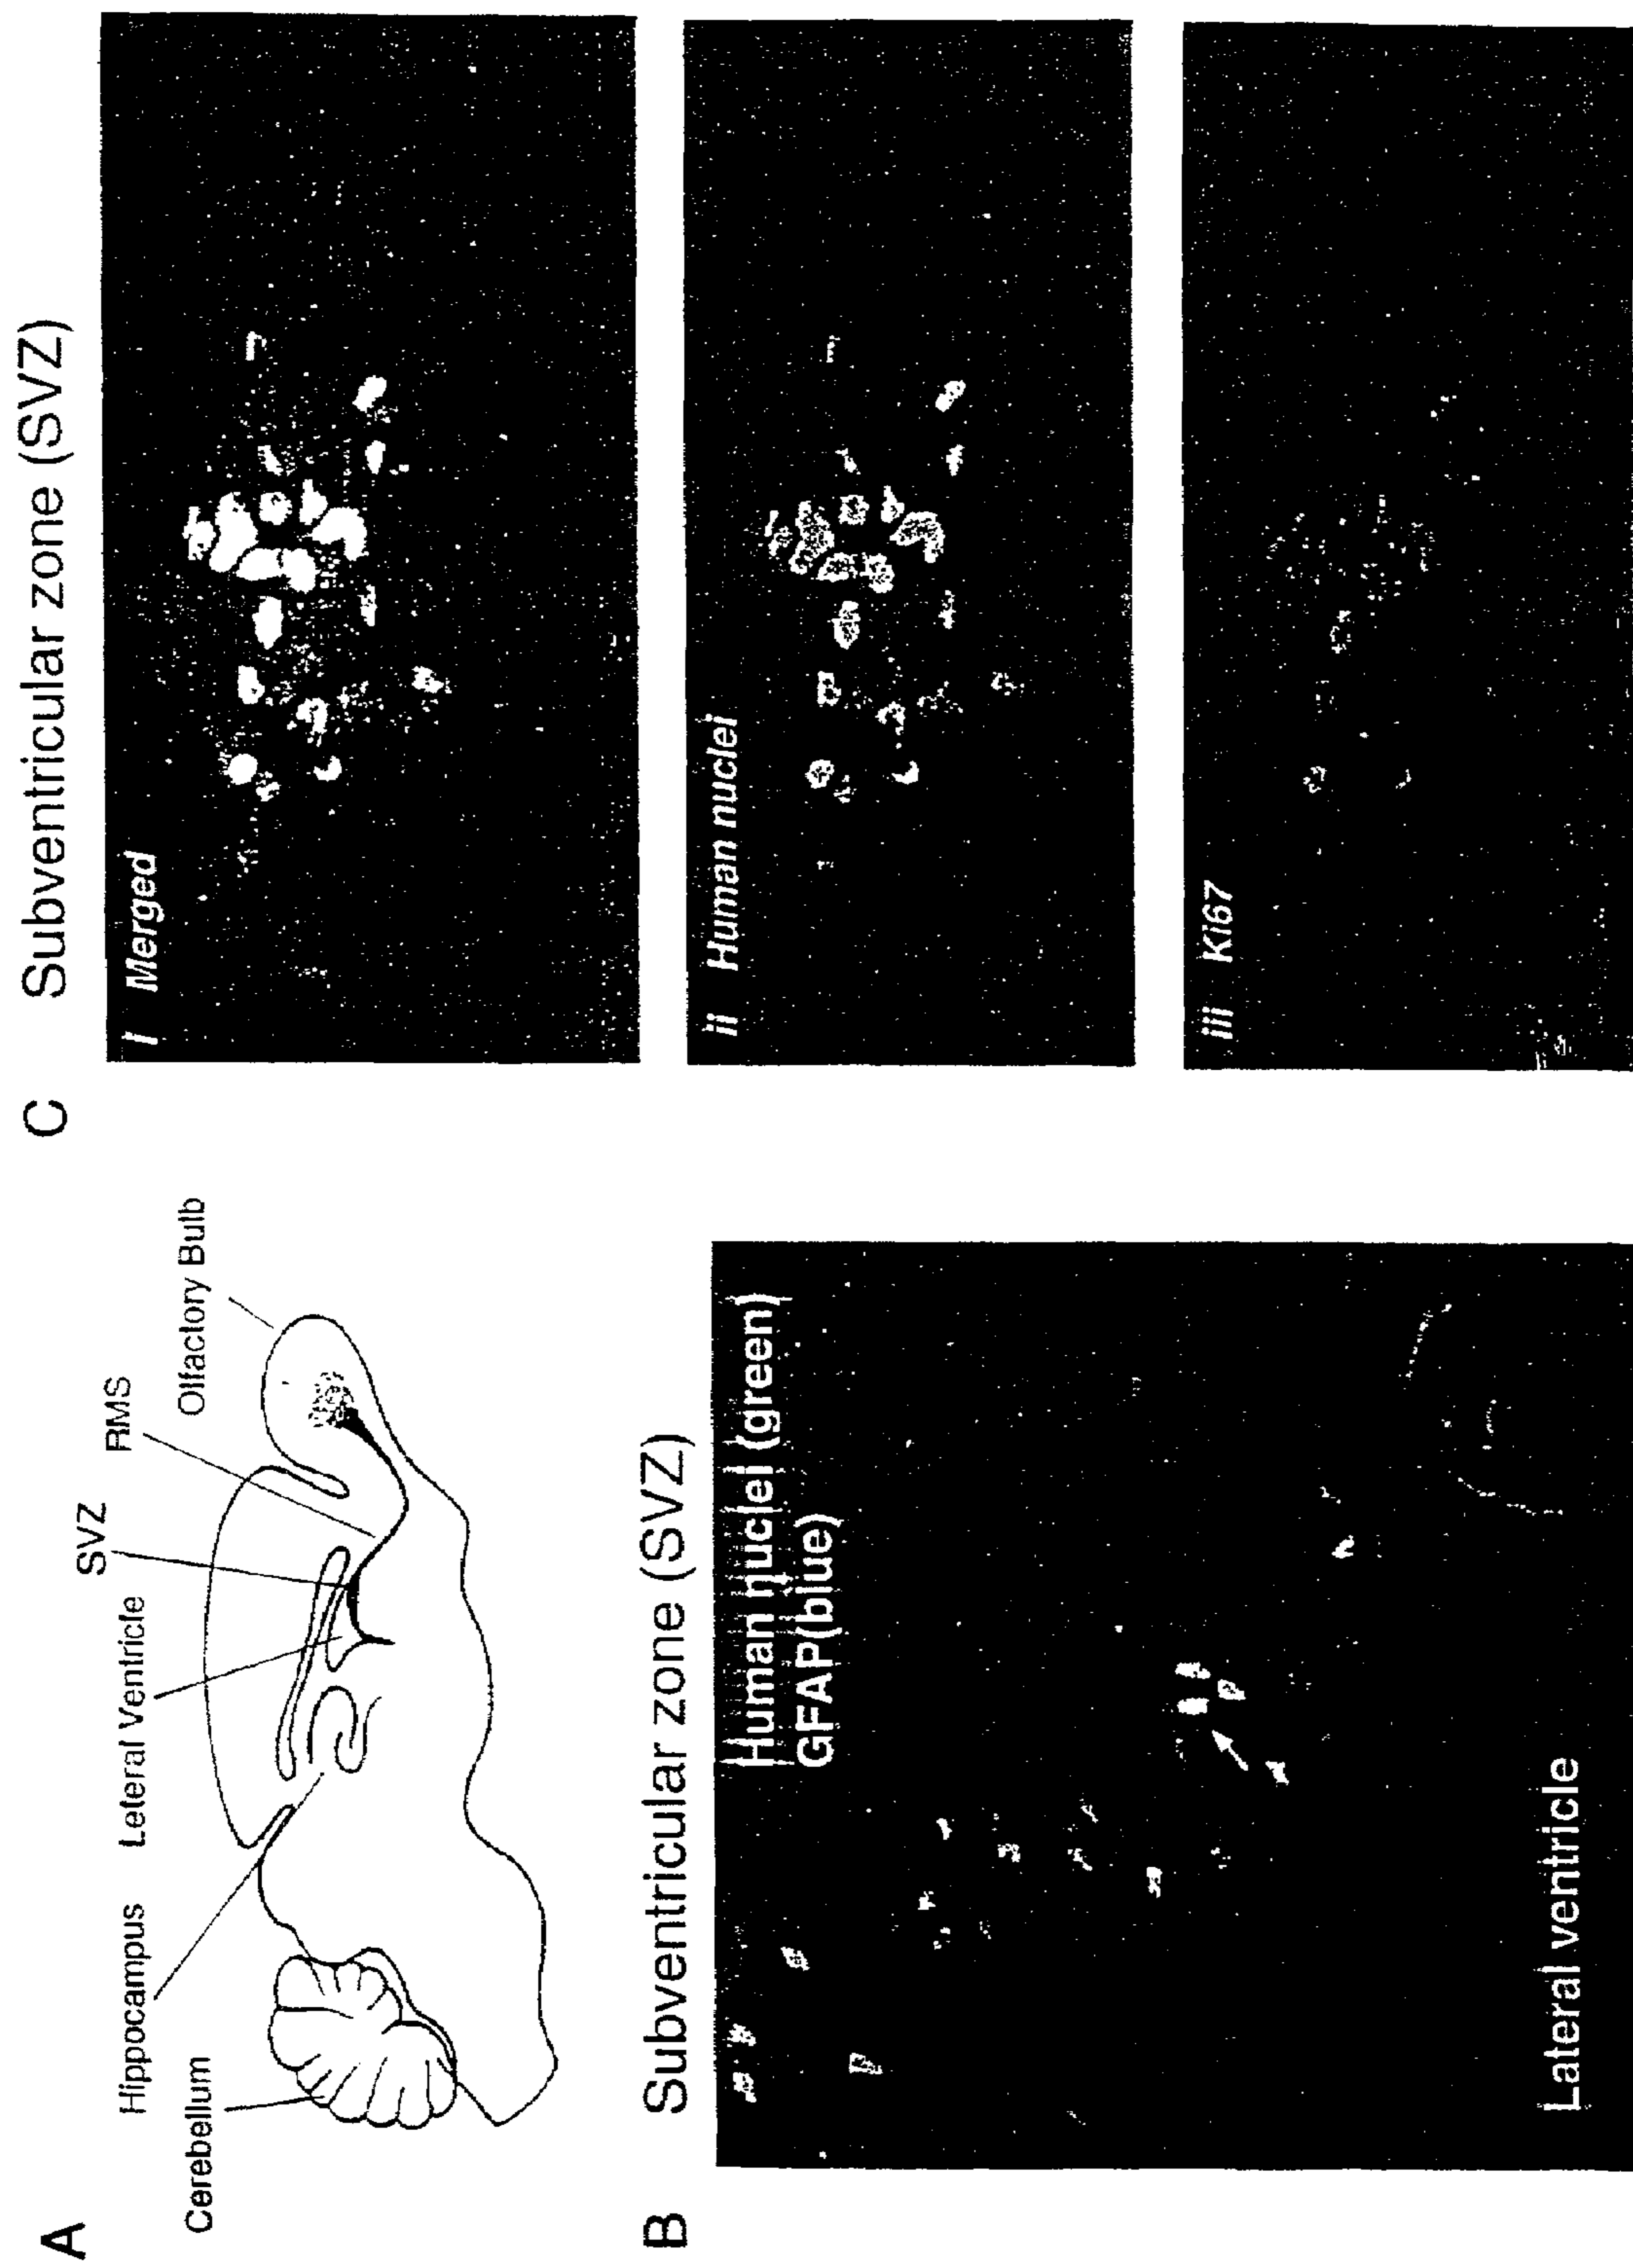 A
Cerebellum
Hippocampus
Leteral Ventricle
SVZ
RMS
Olfactory Bulb
B Subventricular zone (SVZ)
Human nuclei (green)
GFAP(blue)
Lateral ventricle
C Subventricular zone (SVZ)
i Merged
ii Human nuclei
iii Ki67